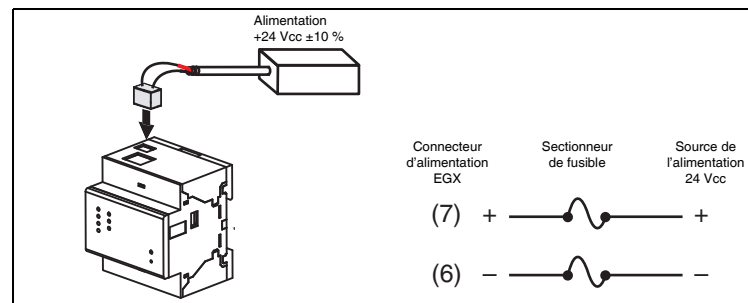 Alimentation
+24 Vcc ±10 %
Connecteur
d'alimentation
EGX
Sectionneur
de fusible
Source de
l'alimentation
24 Vcc
(7) + +
(6) – –